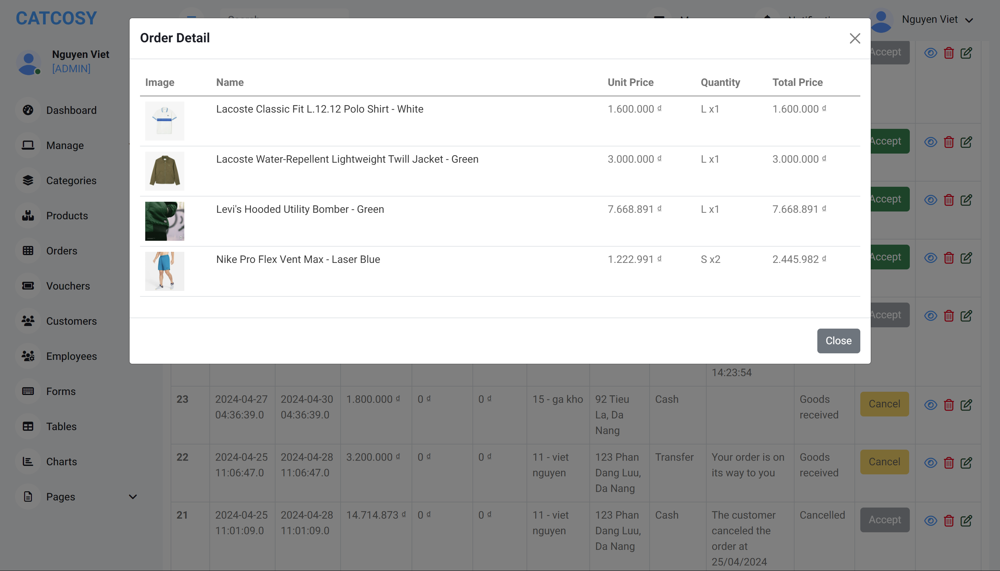 CATCOSY
Nguyen Viet
Order Detail
Nguyen Viet
[ADMIN]
Image Name Unit Price Quantity Total Price
Accept
Dashboard
Lacoste Classic Fit L.12.12 Polo Shirt - White 1.600.000 ₫ L x1 1.600.000 ₫
Manage
Accept
Lacoste Water-Repellent Lightweight Twill Jacket - Green 3.000.000 ₫ L x1 3.000.000 ₫
Categories
Accept
Levi's Hooded Utility Bomber - Green 7.668.891 ₫ L x1 7.668.891 ₫
Products
Orders
Accept
Nike Pro Flex Vent Max - Laser Blue 1.222.991 ₫ S x2 2.445.982 ₫
Vouchers
Accept
Customers
Close
Employees
14:23:54
Forms
23 2024-04-27 2024-04-30 1.800.000 ₫ 0 ₫ 0 ₫ 15 - ga kho 92 Tieu Cash Goods Cancel
04:36:39.0 04:36:39.0 La, Da received
Nang
Tables
22 2024-04-25 2024-04-28 3.200.000 ₫ 0 ₫ 0 ₫ 11 - viet 123 Phan Transfer Your order is on Goods Cancel
11:06:47.0 11:06:47.0 nguyen Dang Luu, its way to you received
Da Nang
Charts
Pages
21 2024-04-25 2024-04-28 14.714.873 ₫ 0 ₫ 0 ₫ 11 - viet 123 Phan Cash The customer Cancelled Accept
11:01:09.0 11:01:09.0 nguyen Dang Luu, canceled the
Da Nang order at
25/04/2024